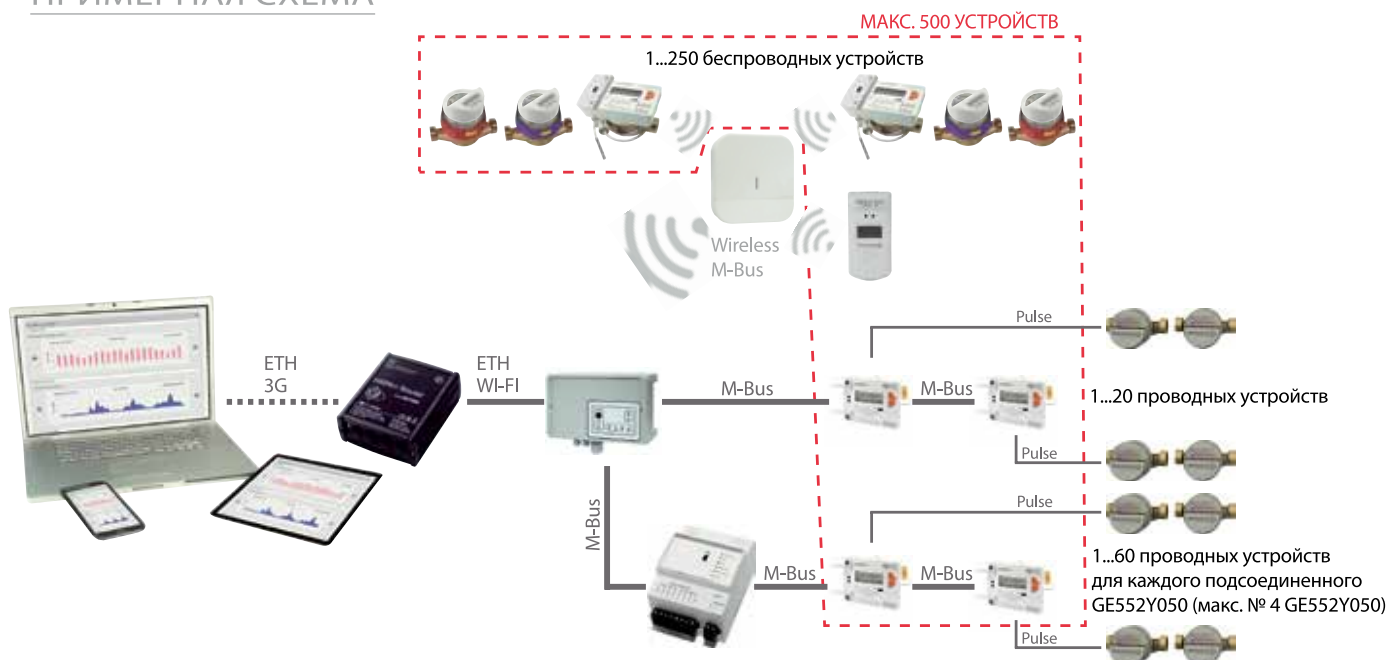 ПРИМЕРНАЯ СХЕМА
МАКС. 500 УСТРОЙСТВ
1...250 беспроводных устройств
Wireless
M-Bus
Pulse
ETH
3G
ETH
WI-FI
M-Bus
M-Bus
1...20 проводных устройств
Pulse
Pulse
M-Bus
M-Bus
M-Bus
1...60 проводных устройств
для каждого подсоединенного
GE552Y050 (макс. № 4 GE552Y050)
Pulse